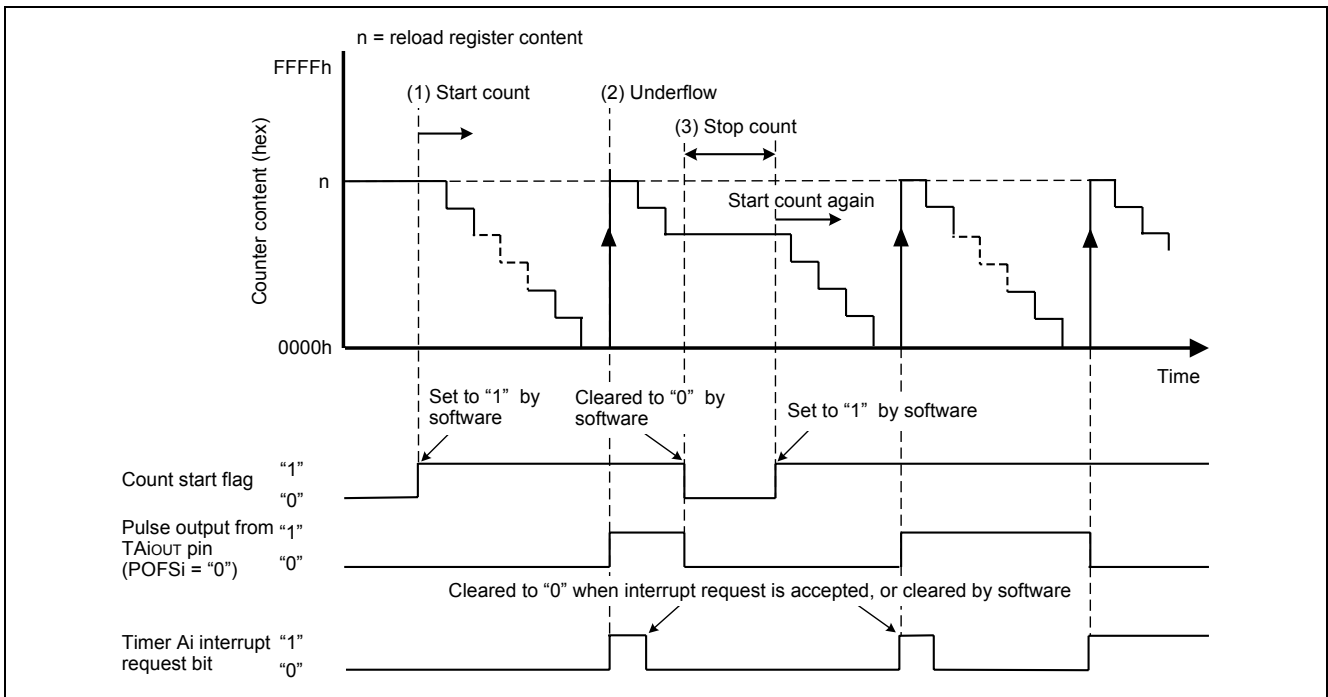 n = reload register content
FFFFh
(1) Start count
(2) Underflow
(3) Stop count
Counter content (hex)
n
Start count again
0000h
Time
Set to “1” by
software
Cleared to “0” by
software
Set to “1” by software
Count start flag
“1”
“0”
Pulse output from
TAiOUT pin
(POFSi = “0”)
“1”
“0”
Cleared to “0” when interrupt request is accepted, or cleared by software
Timer Ai interrupt
request bit
“1”
“0”